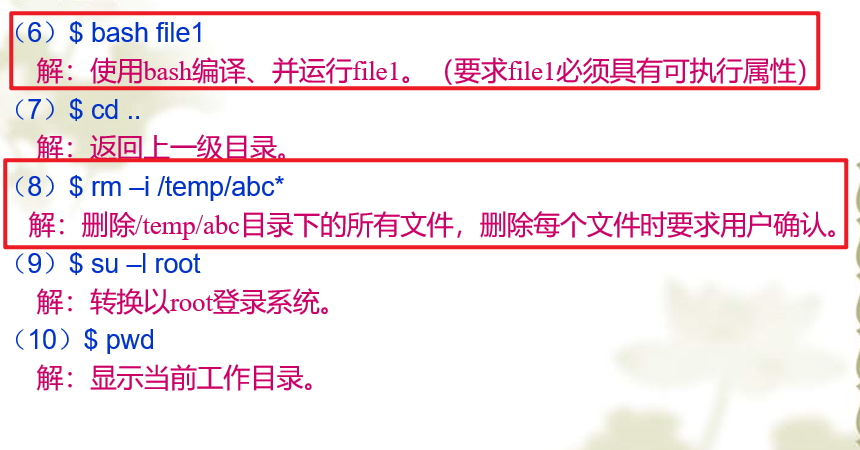 （6）$ bash file1
解：使用bash编译、并运行file1。（要求file1必须具有可执行属性）
（7）$ cd ..
解：返回上一级目录。
（8）$ rm –i /temp/abc*
解：删除/temp/abc目录下的所有文件，删除每个文件时要求用户确认。
（9）$ su –l root
解：转换以root登录系统。
（10）$ pwd
解：显示当前工作目录。